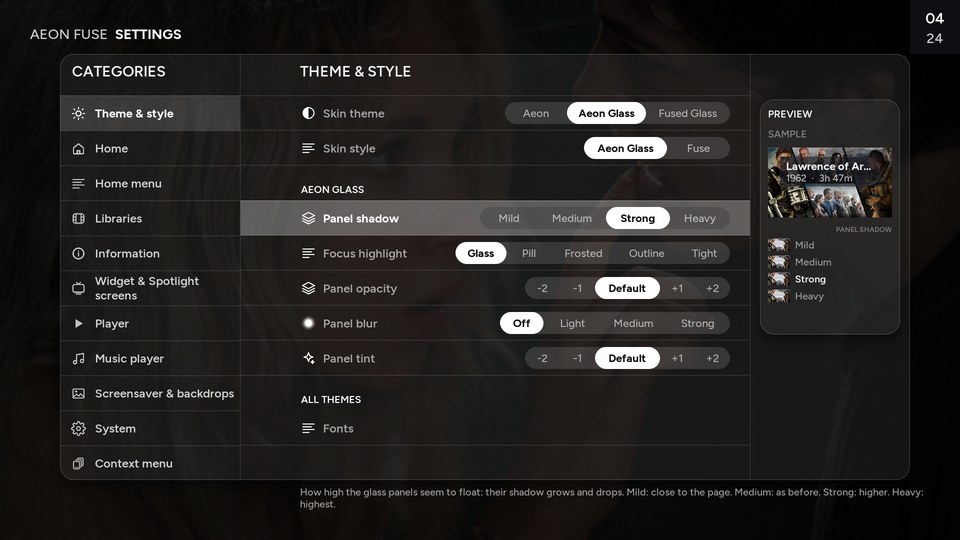 AEON FUSE SETTINGS
04
24
CATEGORIES
Theme & style
Home
Home menu
Libraries
Information
Widget & Spotlight
screens
Player
Music player
Screensaver & backdrops
System
Context menu
THEME & STYLE
Skin theme Aeon Aeon Glass Fused Glass
Skin style Aeon Glass Fuse
AEON GLASS
Panel shadow Mild Medium Strong Heavy
Focus highlight Glass Pill Frosted Outline Tight
Panel opacity -2 -1 Default +1 +2
Panel blur Off Light Medium Strong
Panel tint -2 -1 Default +1 +2
ALL THEMES
Fonts
PREVIEW
SAMPLE
Lawrence of Ar...
1962 · 3h 47m
PANEL SHADOW
Mild
Medium
Strong
Heavy
How high the glass panels seem to float: their shadow grows and drops. Mild: close to the page. Medium: as before. Strong: higher. Heavy:
highest.